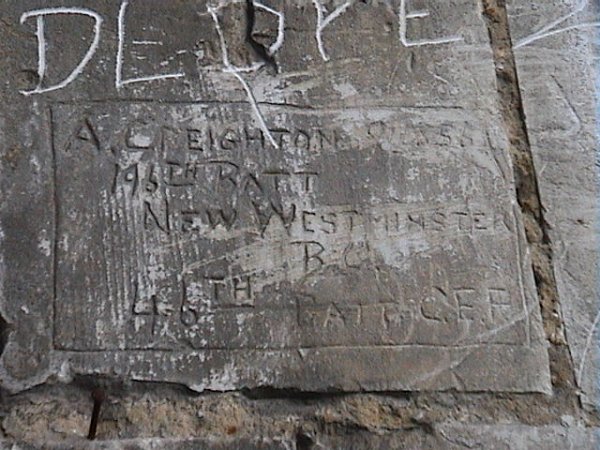 A. CREIGHTON
196TH BATT
NEW WESTMINSTER
B.C.
46TH BATT C.E.F.